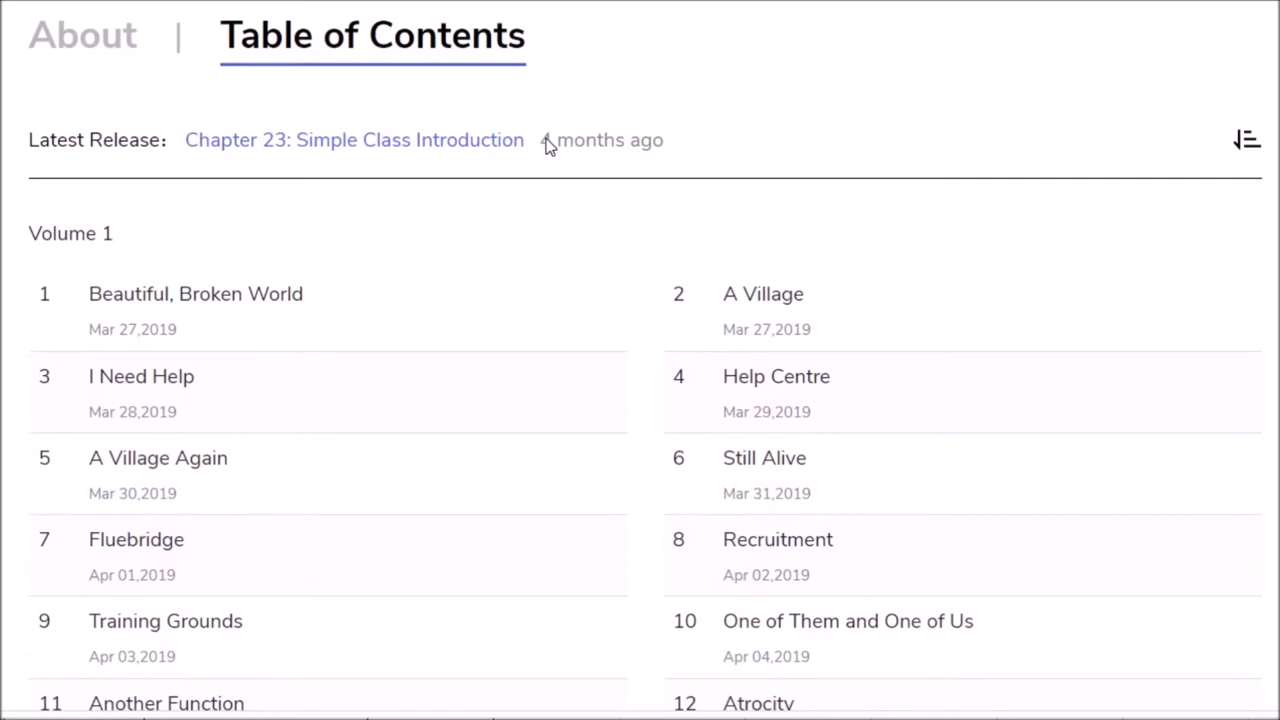 About | Table of Contents
Latest Release: Chapter 23: Simple Class Introduction months ago
Volume 1
1 Beautiful, Broken World
Mar 27,2019
2 A Village
Mar 27,2019
3 I Need Help
Mar 28,2019
4 Help Centre
Mar 29,2019
5 A Village Again
Mar 30,2019
6 Still Alive
Mar 31,2019
7 Fluebridge
Apr 01,2019
8 Recruitment
Apr 02,2019
9 Training Grounds
Apr 03,2019
10 One of Them and One of Us
Apr 04,2019
11 Another Function
12 Atrocity